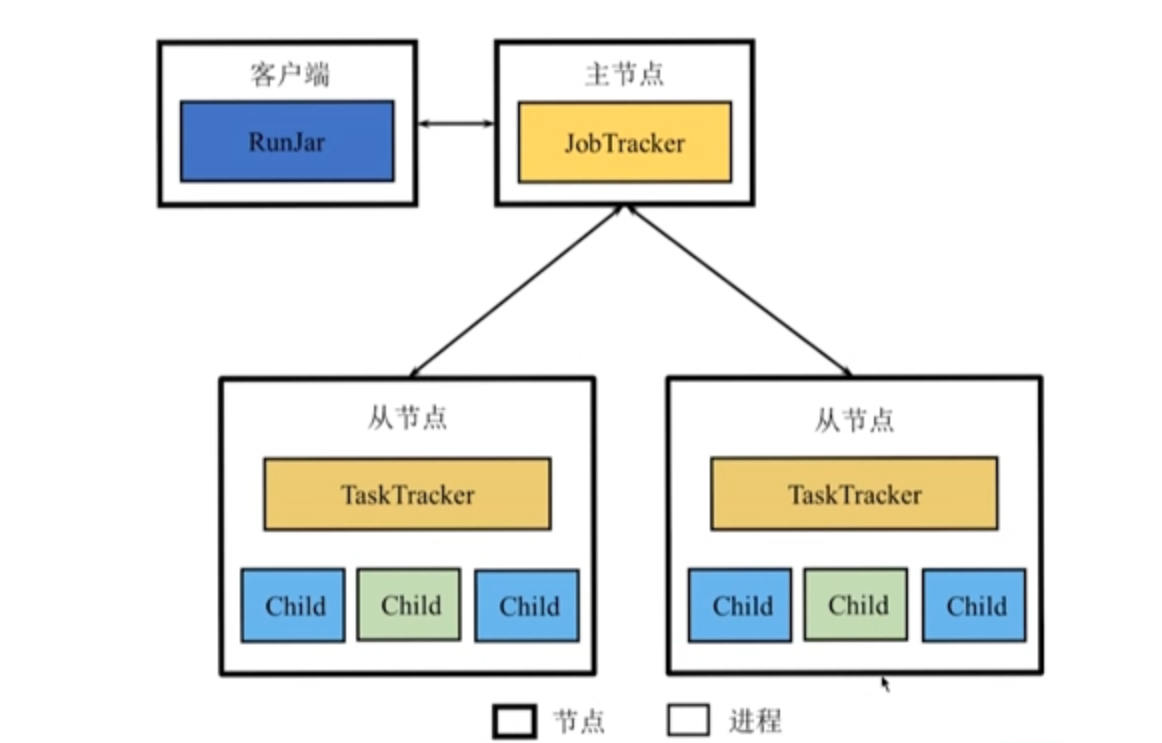 客户端
RunJar
主节点
JobTracker
从节点
TaskTracker
Child Child Child
从节点
TaskTracker
Child Child Child
节点
进程